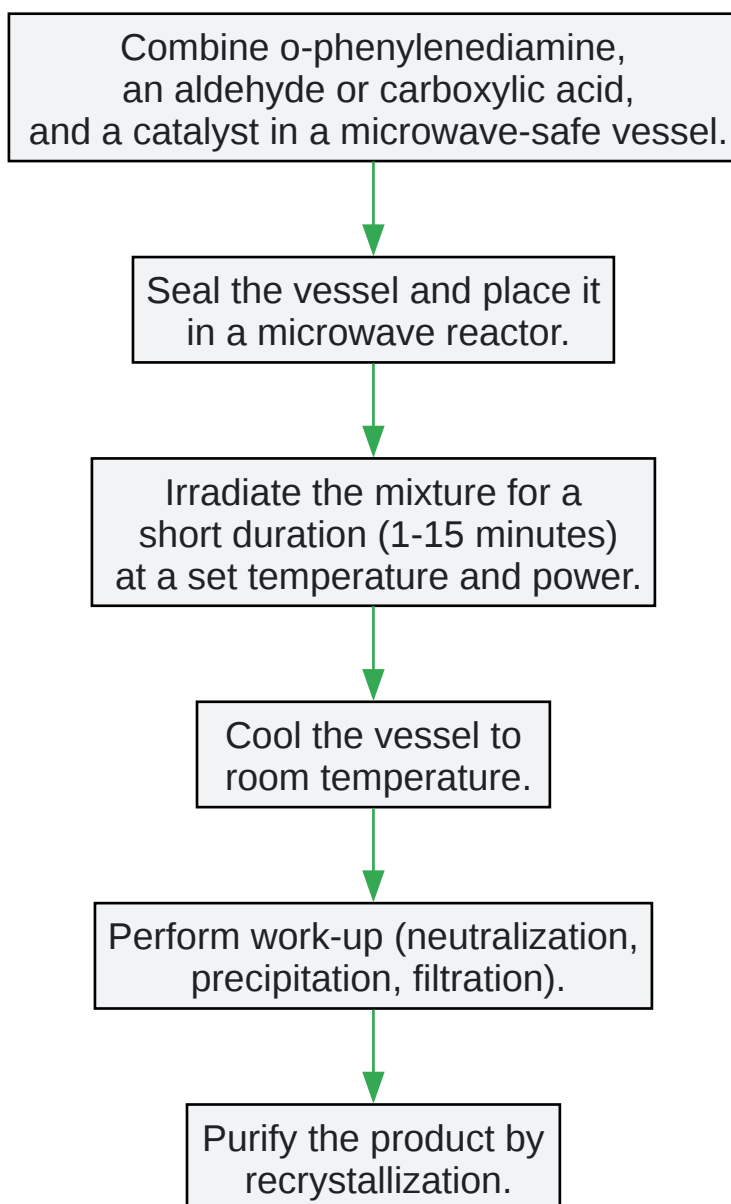 Combine o-phenylenediamine,
an aldehyde or carboxylic acid,
and a catalyst in a microwave-safe vessel.
Seal the vessel and place it
in a microwave reactor.
Irradiate the mixture for a
short duration (1-15 minutes)
at a set temperature and power.
Cool the vessel to
room temperature.
Perform work-up (neutralization,
precipitation, filtration).
Purify the product by
recrystallization.